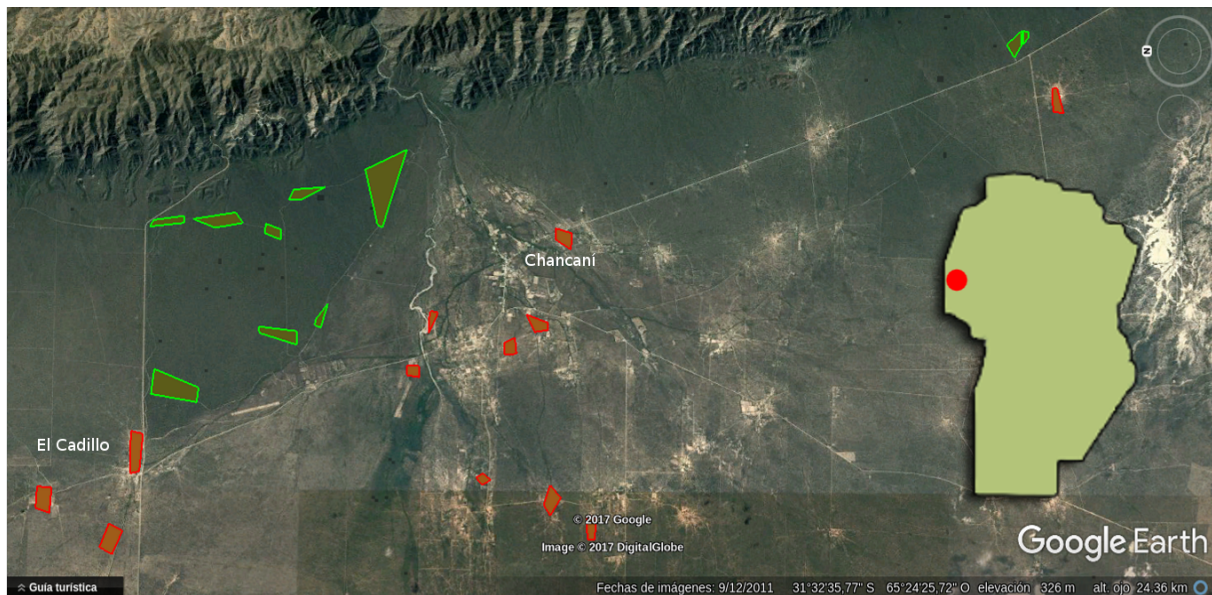 N
Chancani
El Cadillo
© 2017 Google
Image © 2017 DigitalGlobe
Google Earth
Guía turística
Fechas de imágenes: 9/12/2011 31°32'35,77" S 65°24'25,72" O elevación 326 m alt. ojo 24.36 km